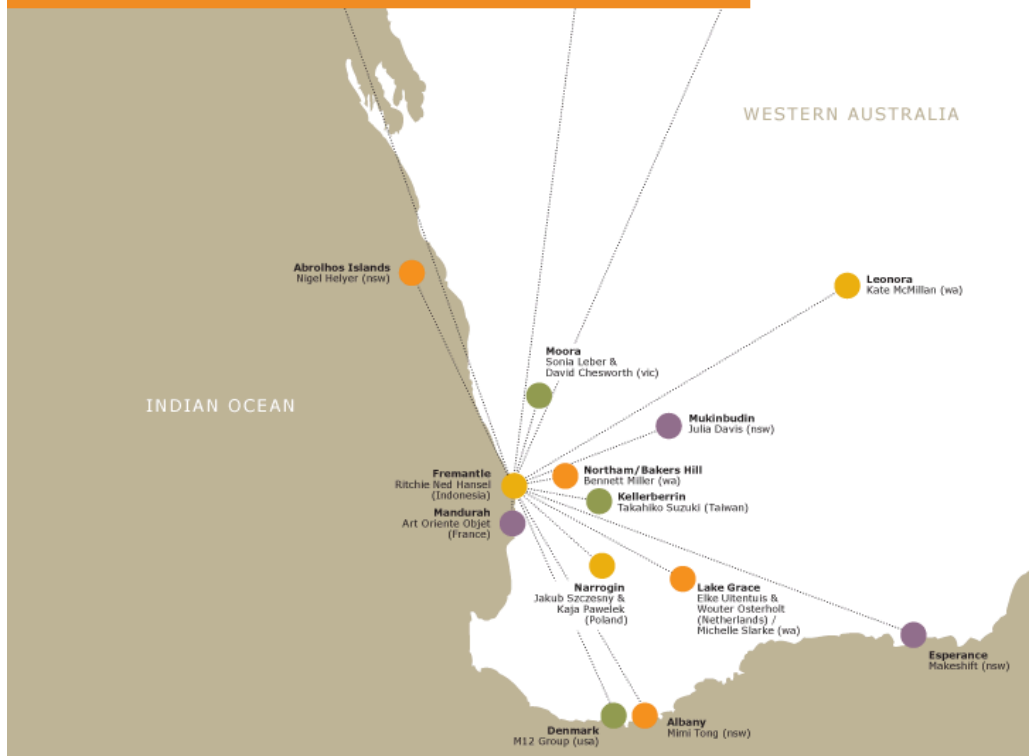 WESTERN AUSTRALIA
Abrolhos Islands
Nigel Helyer (nsw)
Leonora
Kate McMillan (wa)
Moora
Sonia Leber &
David Chesworth (vic)
INDIAN OCEAN
Mukinbudin
Julia Davis (nsw)
Fremantle
Ritchie Ned Hansel
(Indonesia)
Northam/Bakers Hill
Bennett Miller (wa)
Kellerberrin
Takahiko Suzuki (Taiwan)
Mandurah
Art Oriente Objet
(France)
Narrogin
Jakub Szczesny &
Kaja Pawelek
(Poland)
Lake Grace
Elke Uitentuis &
Wouter Osterholt
(Netherlands) /
Michelle Slarke (wa)
Esperance
Makeshift (nsw)
Denmark
M12 Group (usa)
Albany
Mimi Tong (nsw)